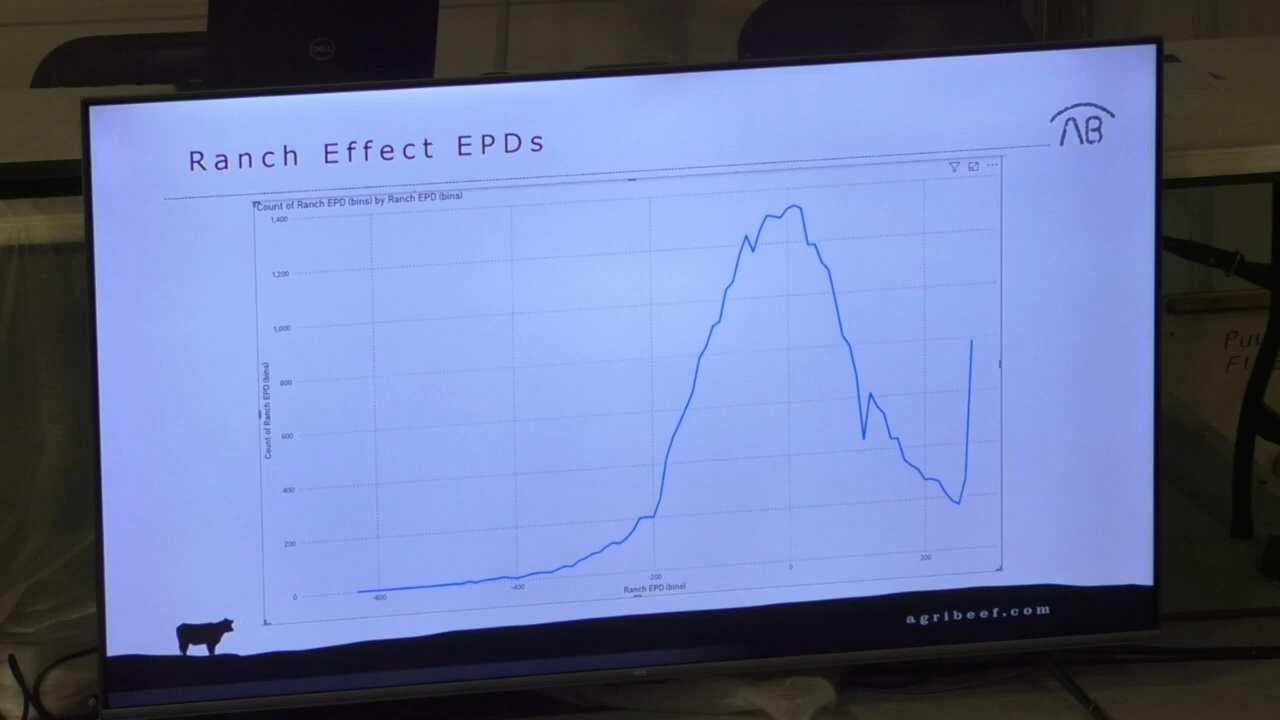 DELL
Ranch Effect EPDs
AB
Count of Ranch EPD (bins) by Ranch EPD (bins)
1,400
1,200
1,000
800
600
400
200
0
Count of Ranch EPD (bins)
-600
-400
-200
0
200
Ranch EPD (bins)
agribeef.com